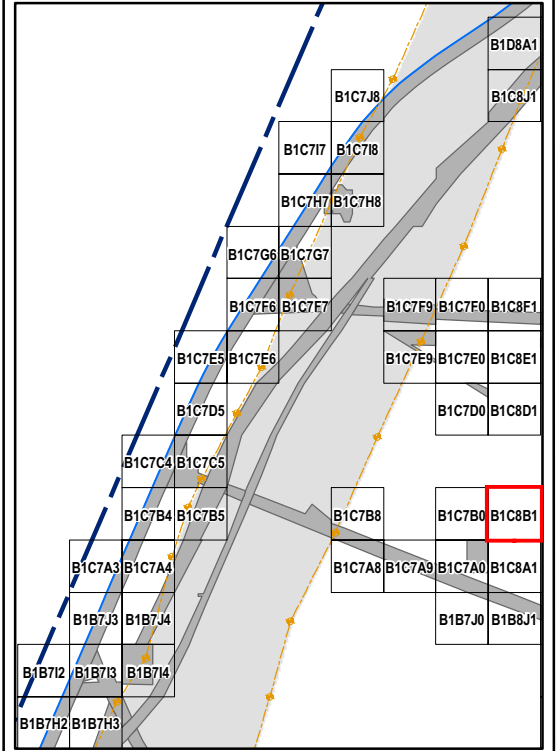 B1D8A1
B1C7J8 B1C8J1
B1C7I7 B1C7I8
B1C7H7 B1C7H8
B1C7G6 B1C7G7
B1C7F6 B1C7F7 B1C7F9 B1C7F0 B1C8F1
B1C7E5 B1C7E6 B1C7E9 B1C7E0 B1C8E1
B1C7D5 B1C7D0 B1C8D1
B1C7C4 B1C7C5
B1C7B4 B1C7B5 B1C7B8 B1C7B0 B1C8B1
B1C7A3 B1C7A4 B1C7A8 B1C7A9 B1C7A0 B1C8A1
B1B7J3 B1B7J4 B1B7J0 B1B8J1
B1B7I2 B1B7I3 B1B7I4
B1B7H2 B1B7H3